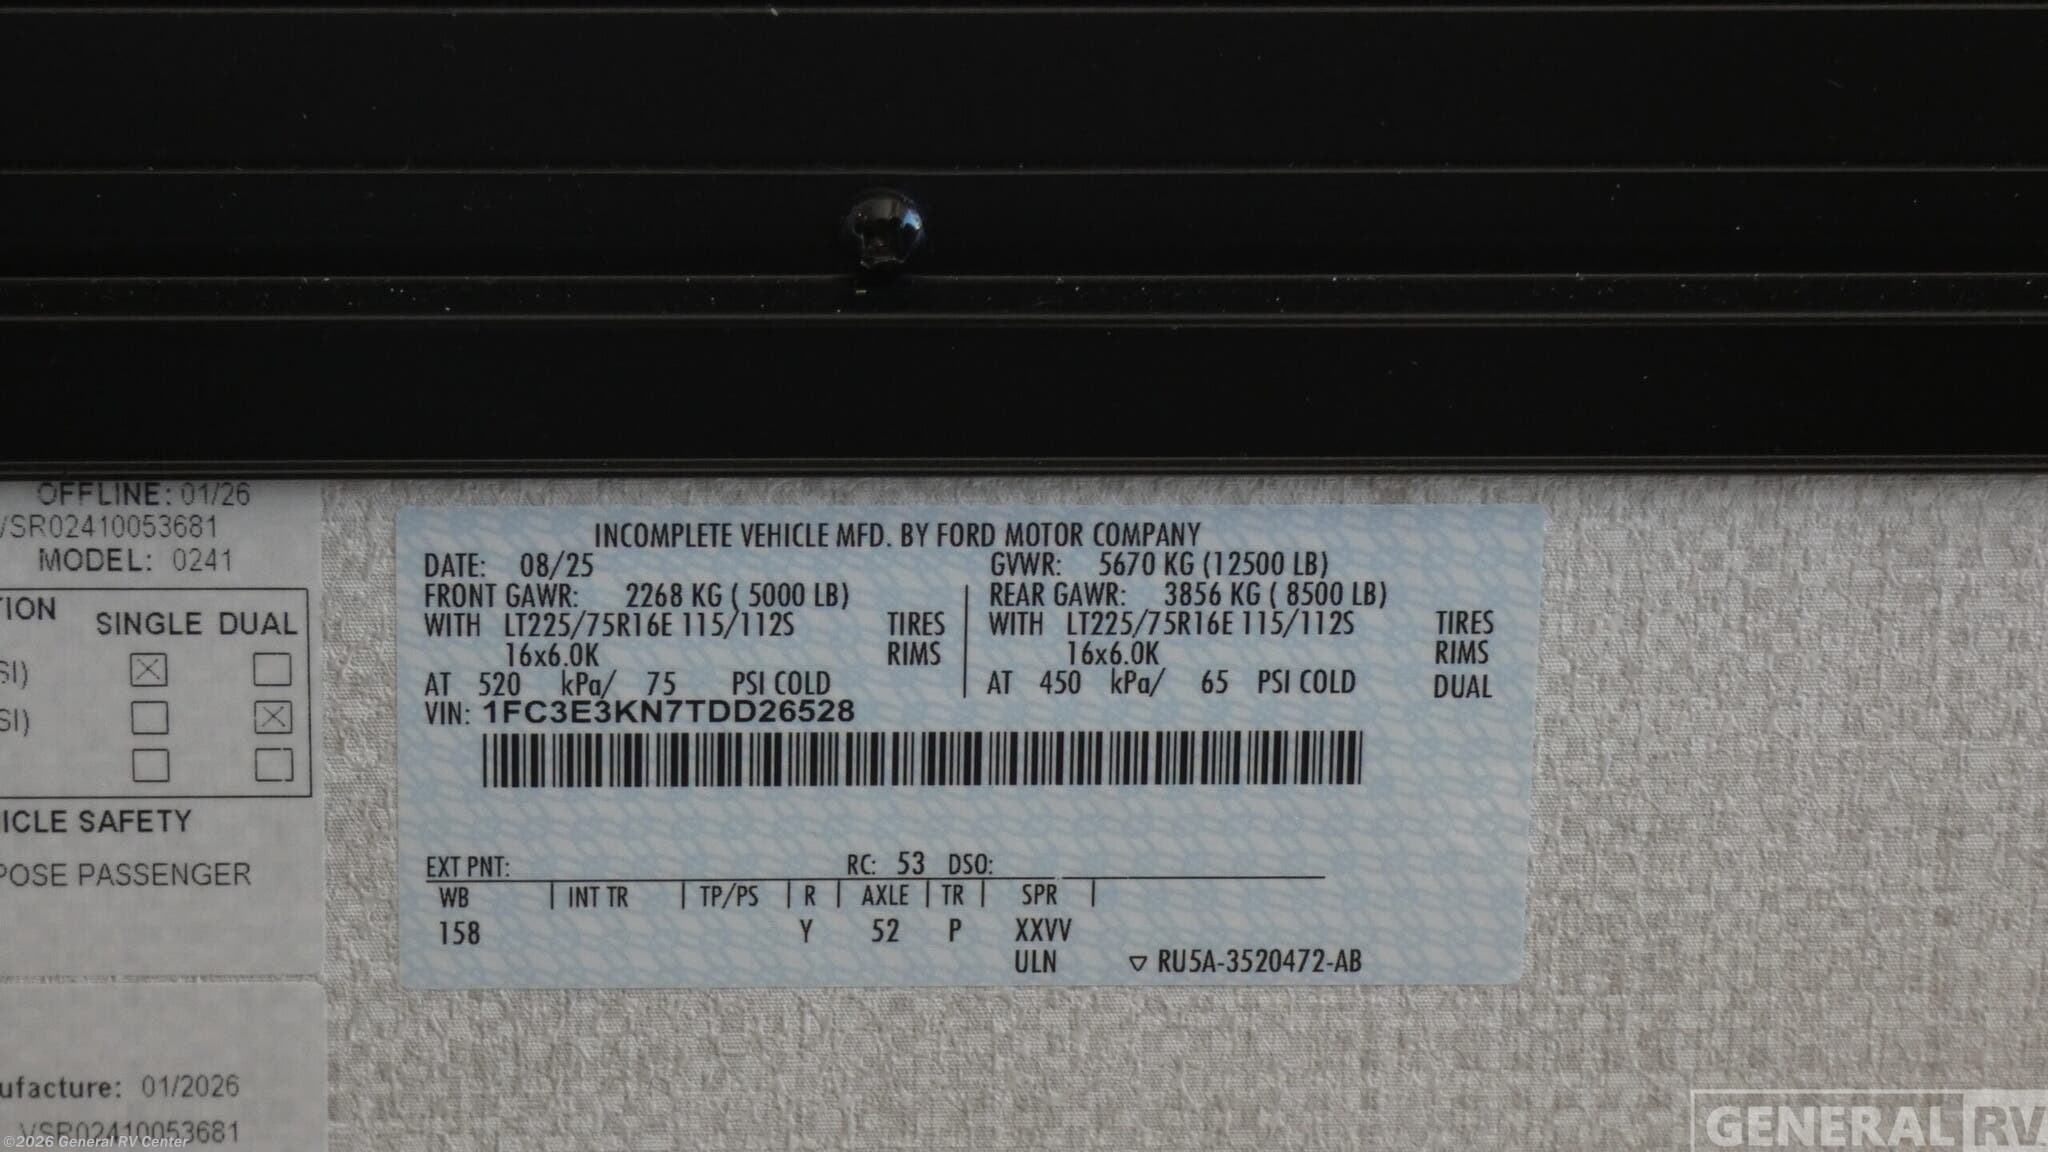 OFFLINE: 01/26
VSR02410053681
MODEL: 0241
SINGLE DUAL
ICLE SAFETY
POSE PASSENGER
ufacture: 01/2026
VSR02410053681
INCOMPLETE VEHICLE MFD. BY FORD MOTOR COMPANY
DATE: 08/25 GVWR: 5670 KG (12500 LB)
FRONT GAWR: 2268 KG ( 5000 LB) REAR GAWR: 3856 KG ( 8500 LB)
WITH LT225/75R16E 115/112S TIRES WITH LT225/75R16E 115/112S TIRES
16x6.0K RIMS 16x6.0K RIMS
AT 520 kPa/ 75 PSI COLD AT 450 kPa/ 65 PSI COLD DUAL
VIN: 1FC3E3KN7TDD26528
EXT PNT: RC: 53 DSO:
WB | INT TR | TP/PS | R | AXLE | TR | SPR |
158 Y 52 P XXVV
ULN ▽ RU5A-3520472-AB
©2026 General RV Center
GENERAL RV